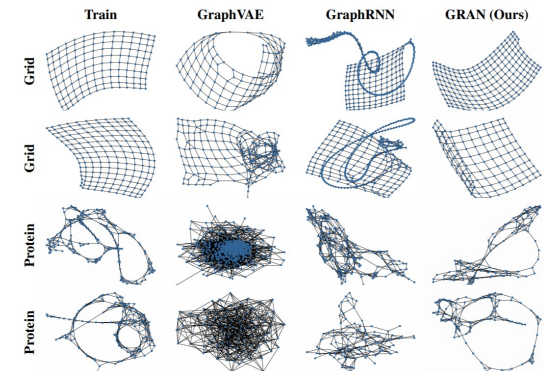 Train GraphVAE GraphRNN GRAN (Ours)
Grid
Grid
Protein
Protein